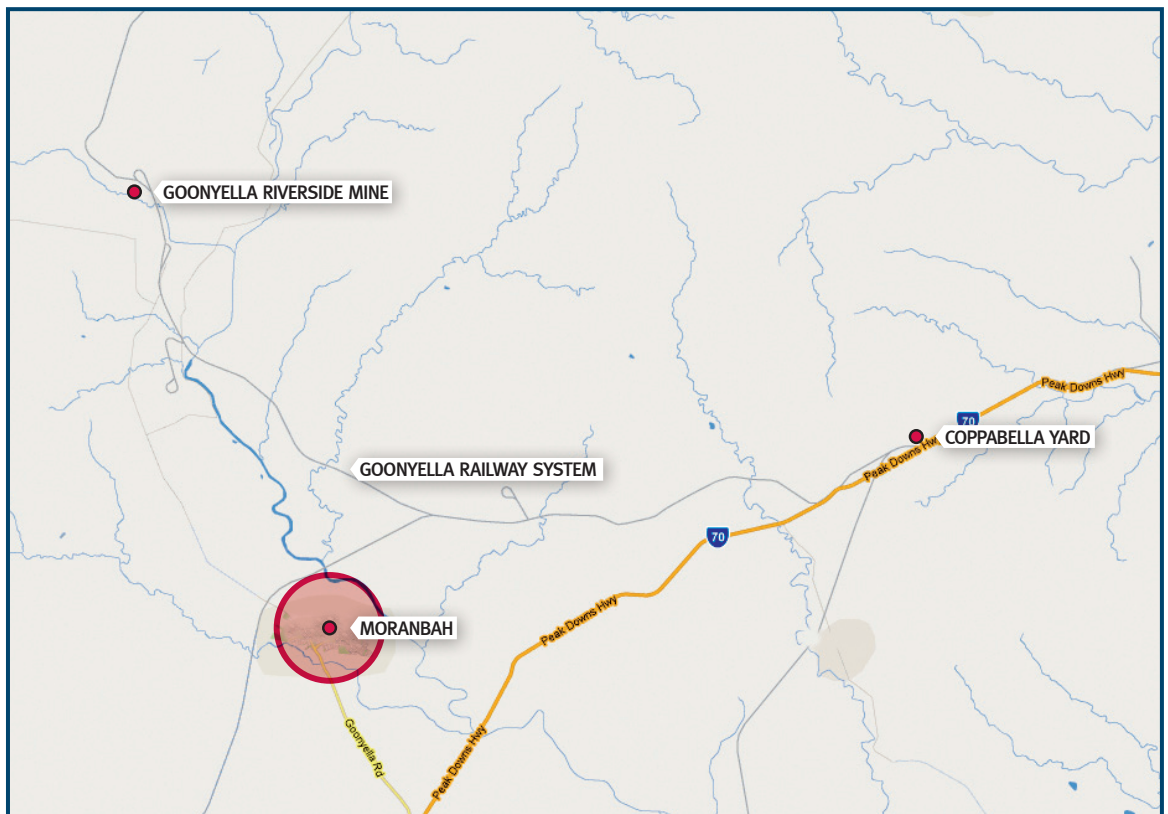 GOONYELLA RIVERSIDE MINE
Peak Downs Hwy
70
COPPABELLA YARD
Peak Downs Hw
GOONYELLA RAILWAY SYSTEM
70
Peak Downs Hwy
MORANBAH
Goonyella Rd
Peak Downs Hwy